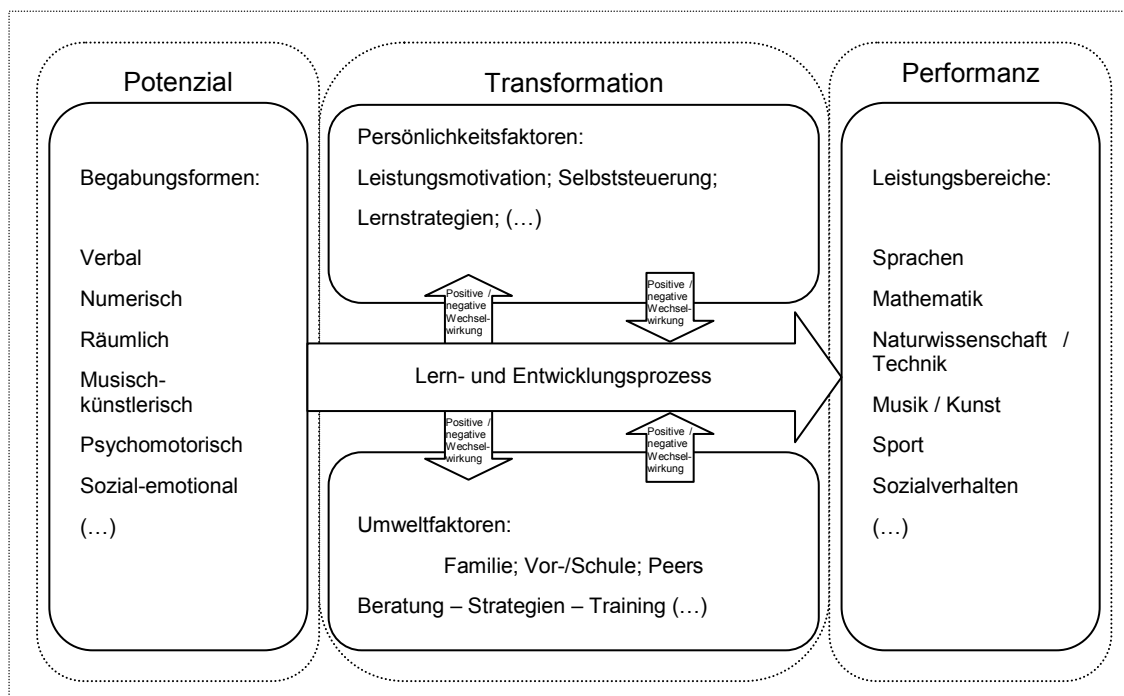 Potenzial
Begabungsformen:
Verbal
Numerisch
Räumlich
Musisch-
künstlerisch
Psychomotorisch
Sozial-emotional
(…)
Transformation
Persönlichkeitsfaktoren:
Leistungsmotivation; Selbststeuerung;
Lernstrategien; (…)
Positive /
negative
Wechsel-
wirkung
Positive /
negative
Wechsel-
wirkung
Lern- und Entwicklungsprozess
Positive /
negative
Wechsel-
wirkung
Positive /
negative
Wechsel-
wirkung
Umweltfaktoren:
Familie; Vor-/Schule; Peers
Beratung – Strategien – Training (…)
Performanz
Leistungsbereiche:
Sprachen
Mathematik
Naturwissenschaft /
Technik
Musik / Kunst
Sport
Sozialverhalten
(…)